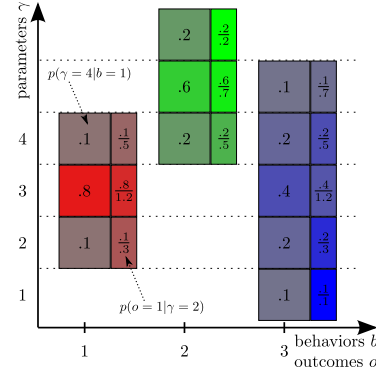 parameters γ
.2 .2/.2
.6 .6/.7 .1 .1/.7
p(γ = 4|b = 1)
4 .1 .1/.5 .2 .2/.5 .2 .2/.5
3 .8 .8/1.2 .4 .4/1.2
2 .1 .1/.3 .2 .2/.3
1 .1 .1/.1
p(o = 1|γ = 2)
1 2 3
behaviors b
outcomes o